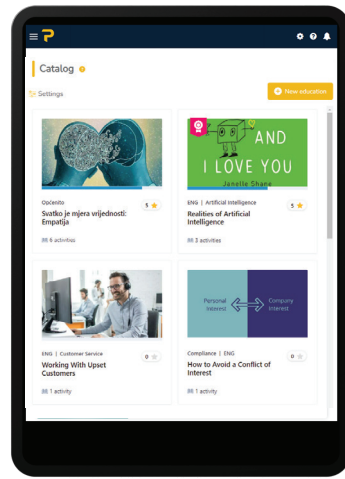 Catalog
Settings
New education
AND
I LOVE YOU
Janelle Shane
Općenito
5
Svatko je mjera vrijednosti:
Empatija
6 activities
ENG | Artificial Intelligence
5
Realities of Artificial
Intelligence
3 activities
Personal
Interest
Company
Interest
ENG | Customer Service
0
Working With Upset
Customers
1 activity
Compliance | ENG
0
How to Avoid a Conflict of
Interest
1 activity